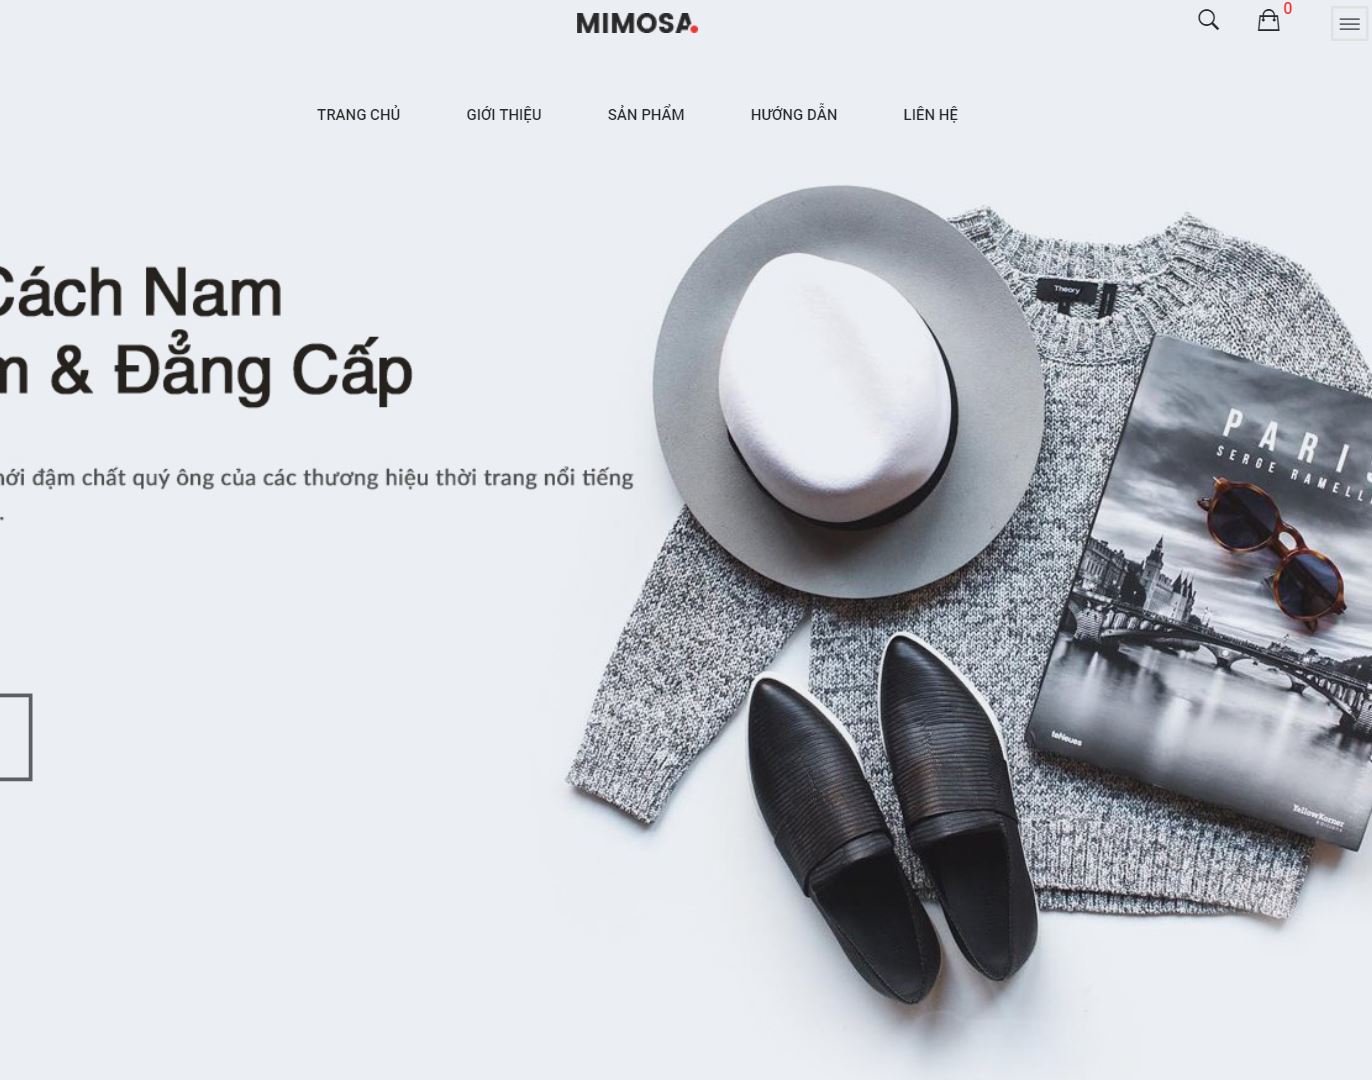 MIMOSA.
0
TRANG CHỦ GIỚI THIỆU SẢN PHẨM HƯỚNG DẪN LIÊN HỆ
Cách Nam
& Đẳng Cấp
đậm chất quý ông của các thương hiệu thời trang nổi tiếng
.
Theory
PARIS
SERGE RAMELLI
teNeues
YellowKorner
EDITIONS